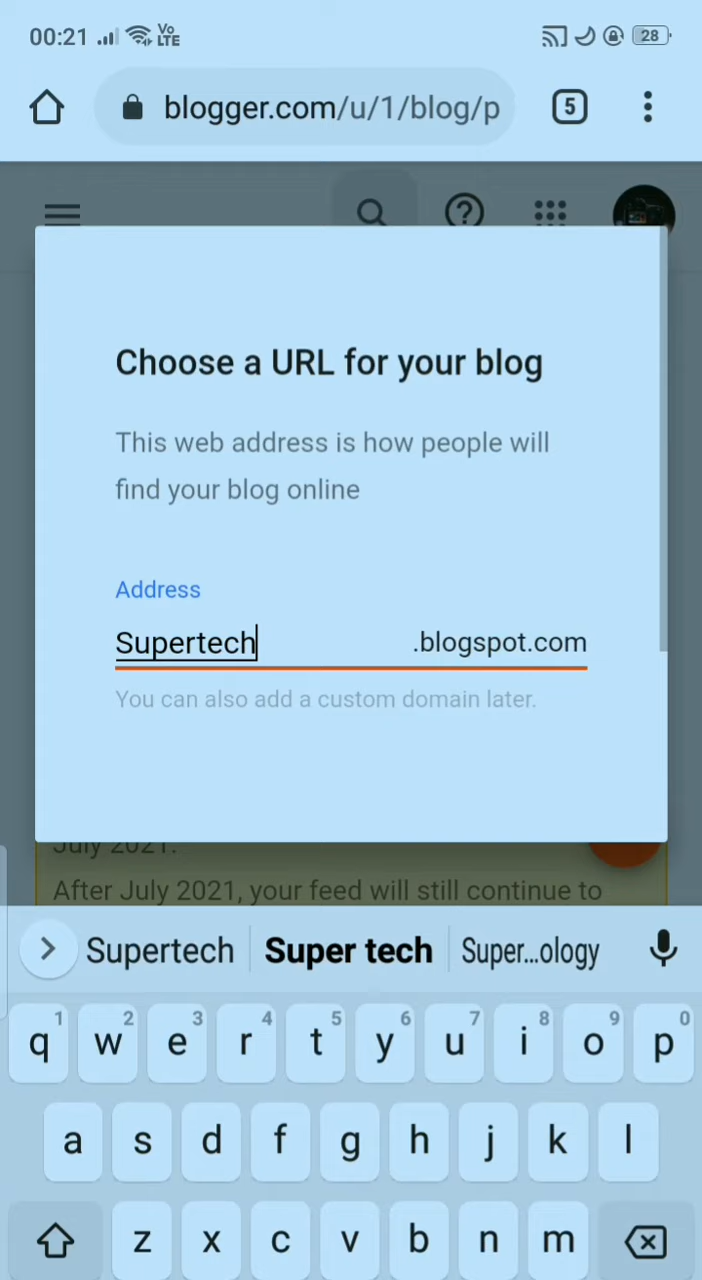 00:21 Vo LTE 28
blogger.com/u/1/blog/p 5
Choose a URL for your blog
This web address is how people will
find your blog online
Address
Supertech .blogspot.com
You can also add a custom domain later.
July 2021.
After July 2021, your feed will still continue to
Supertech Super tech Super...ology
1 2 3 4 5 6 7 8 9 0
q w e r t y u i o p
a s d f g h j k l
z x c v b n m